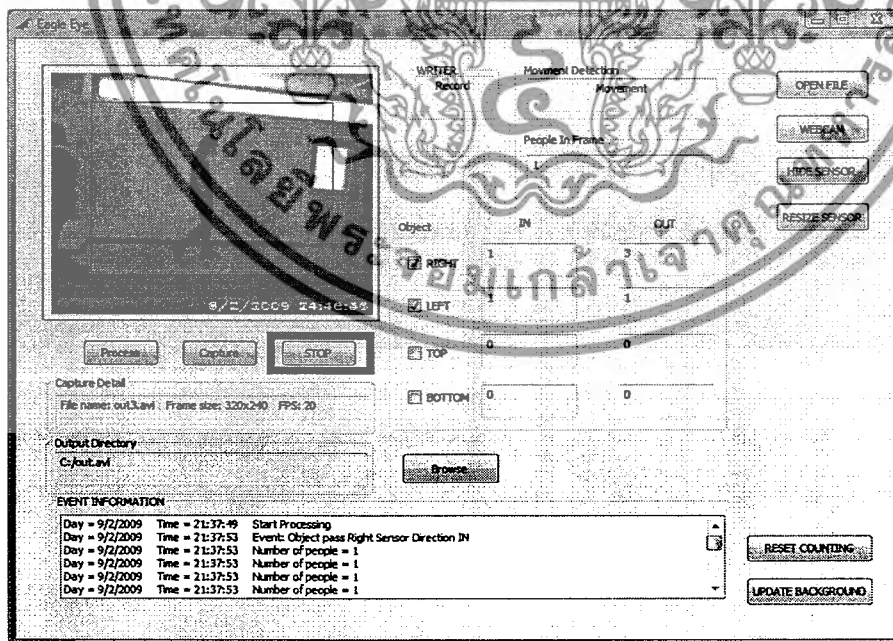 Eagle Eye
WRITER
Record
Movment Detection
Movement
People In Frame
1
OPEN FILE
WEBCAM
HIDE SENSOR
RESIZE SENSOR
Object IN OUT
RIGHT 1 3
LEFT 1 1
TOP 0 0
BOTTOM 0 0
Process Capture STOP
Capture Detail
File name: out3.avi Frame size: 320x240 FPS: 20
Output Directory
C:/out.avi
Browse
EVENT INFORMATION
Day = 9/2/2009 Time = 21:37:49 Start Processing
Day = 9/2/2009 Time = 21:37:53 Event: Object pass Right Sensor Direction IN
Day = 9/2/2009 Time = 21:37:53 Number of people = 1
Day = 9/2/2009 Time = 21:37:53 Number of people = 1
Day = 9/2/2009 Time = 21:37:53 Number of people = 1
Day = 9/2/2009 Time = 21:37:53 Number of people = 1
RESET COUNTING
UPDATE BACKGROUND